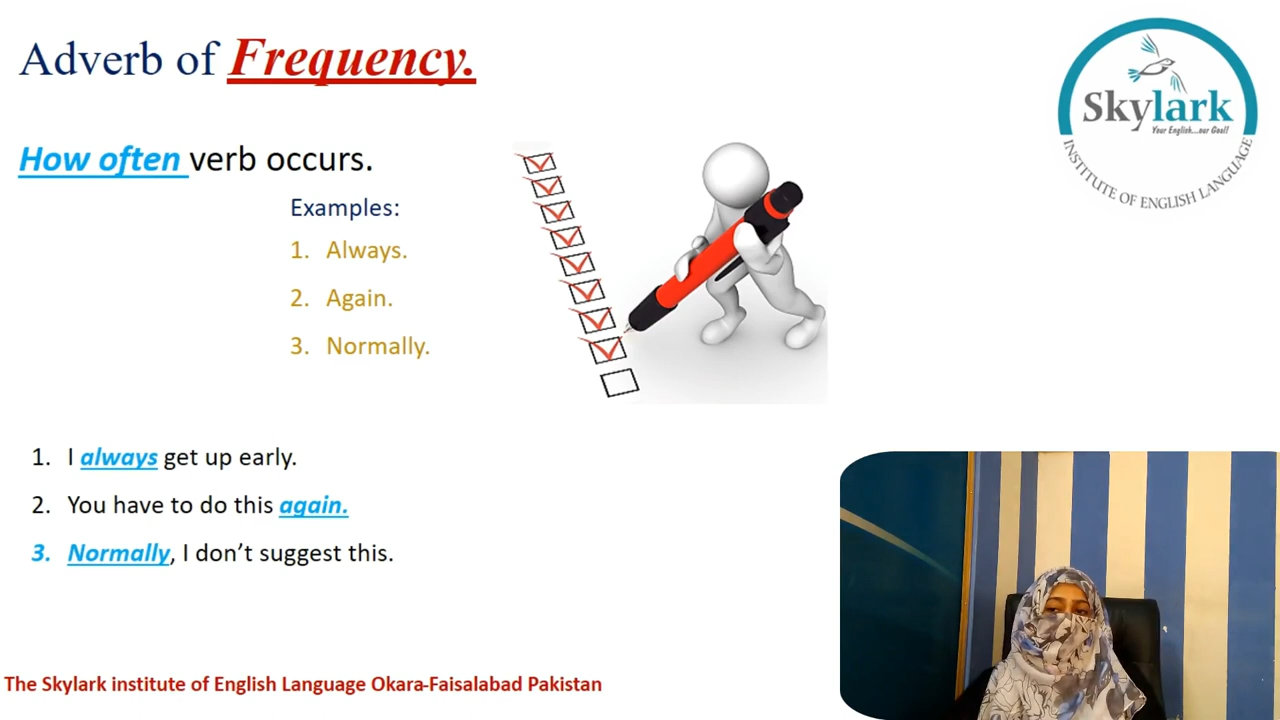 Adverb of Frequency.
How often verb occurs.
Examples:
1. Always.
2. Again.
3. Normally.
1. I always get up early.
2. You have to do this again.
3. Normally, I don’t suggest this.
The Skylark institute of English Language Okara-Faisalabad Pakistan
Skylark
Your English...our Goal!
INSTITUTE OF ENGLISH LANGUAGE